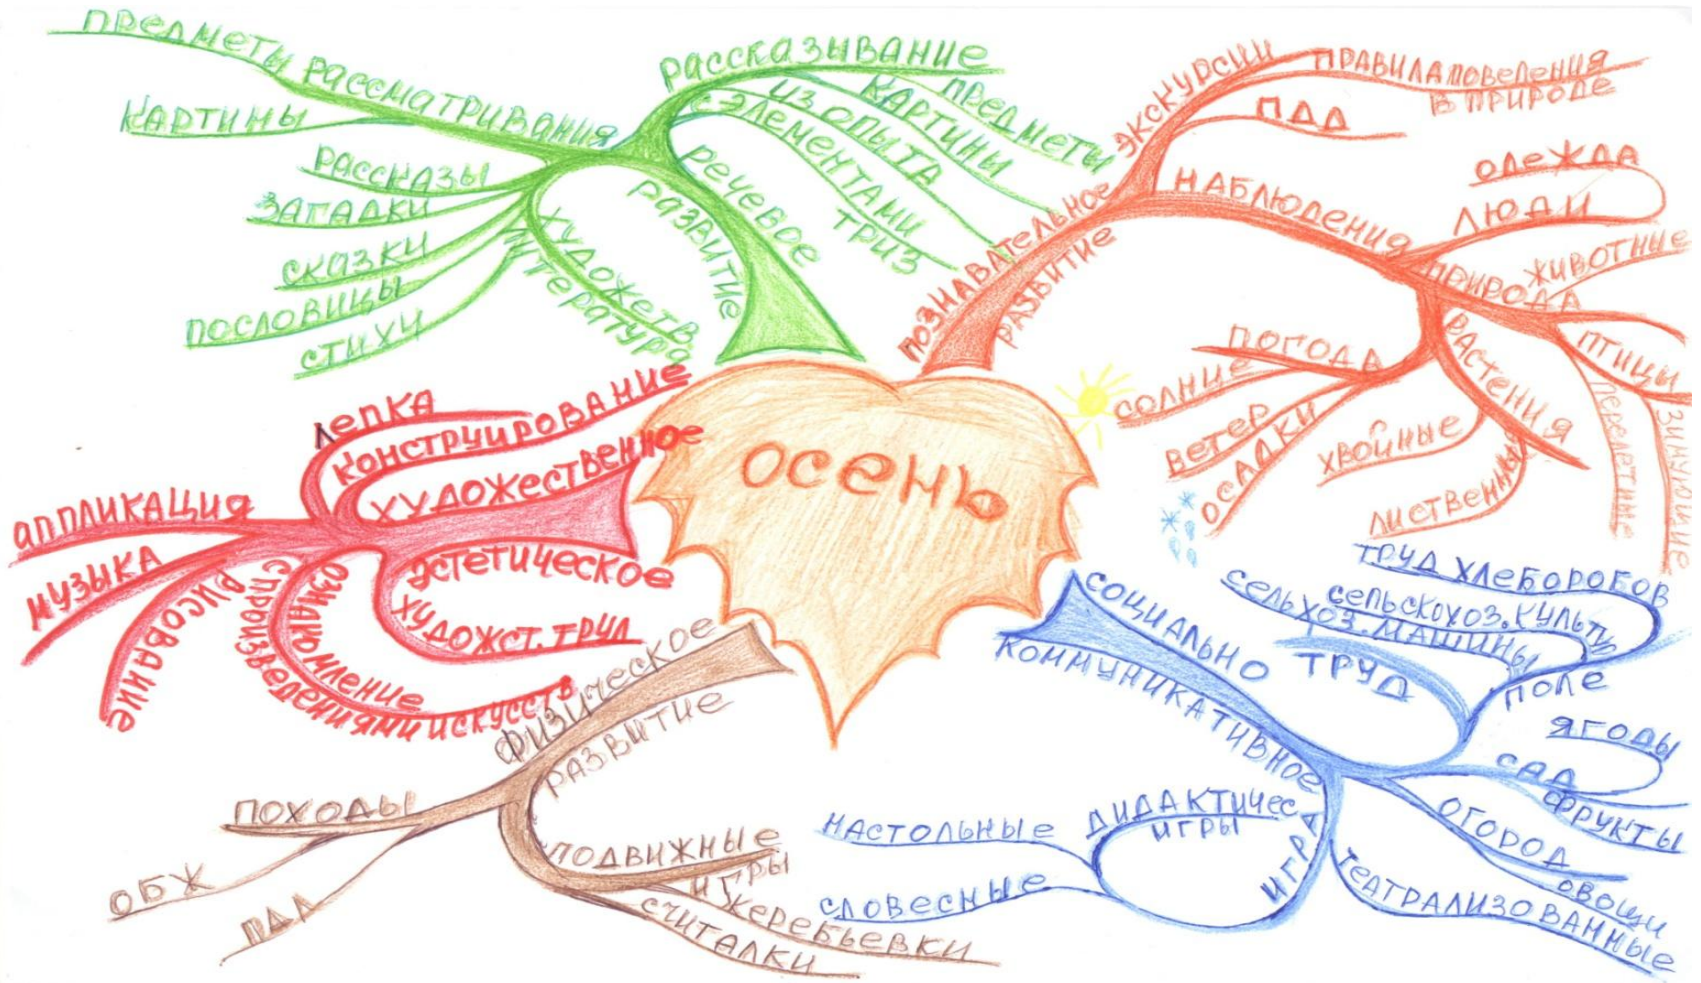 ОСЕНЬ
РЕЧЕВОЕ
РАЗВИТИЕ
РАССКАЗЫВАНИЕ
ПРЕДМЕТЫ
КАРТИНЫ
ИЗ ОПЫТА
С ЭЛЕМЕНТАМИ
ТРИЗ
РАССМАТРИВАНИЯ
ПРЕДМЕТЫ
КАРТИНЫ
ХУДОЖЕСТВ.
ЛИТЕРАТУРА
РАССКАЗЫ
ЗАГАДКИ
СКАЗКИ
ПОСЛОВИЦЫ
СТИХИ
ПОЗНАВАТЕЛЬНОЕ
РАЗВИТИЕ
ЭКСКУРСИИ
ПРАВИЛА ПОВЕДЕНИЯ
В ПРИРОДЕ
ПДД
НАБЛЮДЕНИЯ
ЛЮДИ
ОДЕЖДА
ПРИРОДА
ЖИВОТНИЕ
ПТИЦЫ
ПЕРЕЛЕТНЫЕ
ЗИМУЮЩИЕ
РАСТЕНИЯ
ХВОЙНЫЕ
ЛИСТВЕННЫ
ПОГОДА
СОЛНЦЕ
ВЕТЕР
ОСАДКИ
СОЦИАЛЬНО
КОММУНИКАТИВНОЕ
ТРУД
ПОЛЕ
ТРУД ХЛЕБОРОБОВ
СЕЛЬСКОХОЗ. КУЛЬТУР
СЕЛЬХОЗ. МАШИНЫ
САД
ЯГОДЫ
ФРУКТЫ
ОГОРОД
ОВОЩИ
ИГРА
ТЕАТРАЛИЗОВАННЫЕ
ДИДАКТИЧЕС
ИГРЫ
НАСТОЛЬНЫЕ
СЛОВЕСНЫЕ
ФИЗИЧЕСКОЕ
РАЗВИТИЕ
ПОХОДЫ
ОБЖ
ПДД
ПОДВИЖНЫЕ
ИГРЫ
ЖЕРЕБЬЕВКИ
СЧИТАЛКИ
ХУДОЖЕСТВЕННОЕ
ЭСТЕТИЧЕСКОЕ
КОНСТРУИРОВАНИЕ
ЛЕПКА
АППЛИКАЦИЯ
МУЗЫКА
РИСОВАНИЕ
ОЗНАКОМЛЕНИЕ
С ПРОИЗВЕДЕНИЯМИ ИСКУССТВ
ХУДОЖСТ. ТРУД